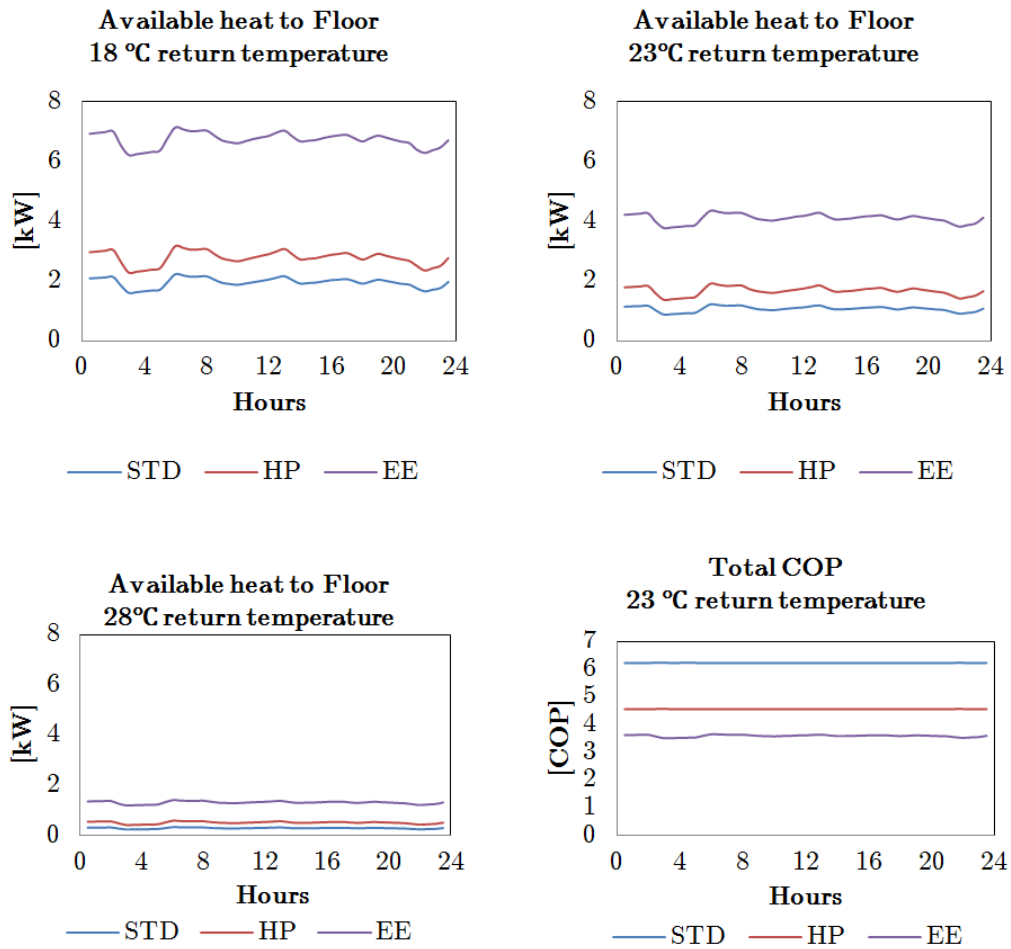 Available heat to Floor
18 ℃ return temperature
8
6
4
2
0
[kW]
0 4 8 12 16 20 24
Hours
STD HP EE
Available heat to Floor
23℃ return temperature
8
6
4
2
0
[kW]
0 4 8 12 16 20 24
Hours
STD HP EE
Available heat to Floor
28℃ return temperature
8
6
4
2
0
[kW]
0 4 8 12 16 20 24
Hours
STD HP EE
Total COP
23 ℃ return temperature
7
6
5
4
3
2
1
0
[COP]
0 4 8 12 16 20 24
Hours
STD HP EE